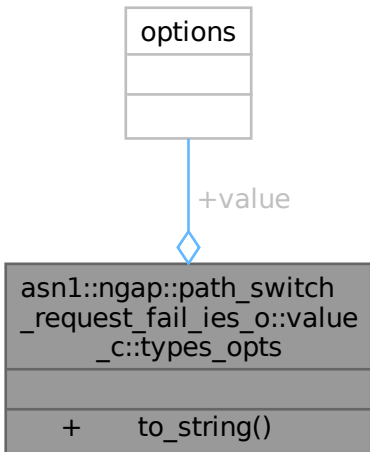 options
+value
asn1::ngap::path_switch
_request_fail_ies_o::value
_c::types_opts
+ to_string()